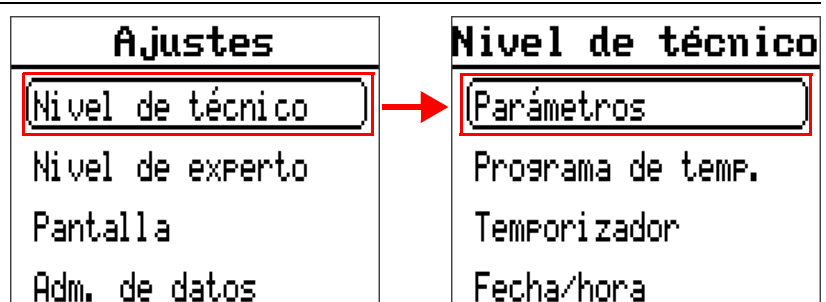 Ajustes
Nivel de técnico
Nivel de experto
Pantalla
Adm. de datos
Nivel de técnico
Parámetros
Programa de temp.
Temporizador
Fecha/hora